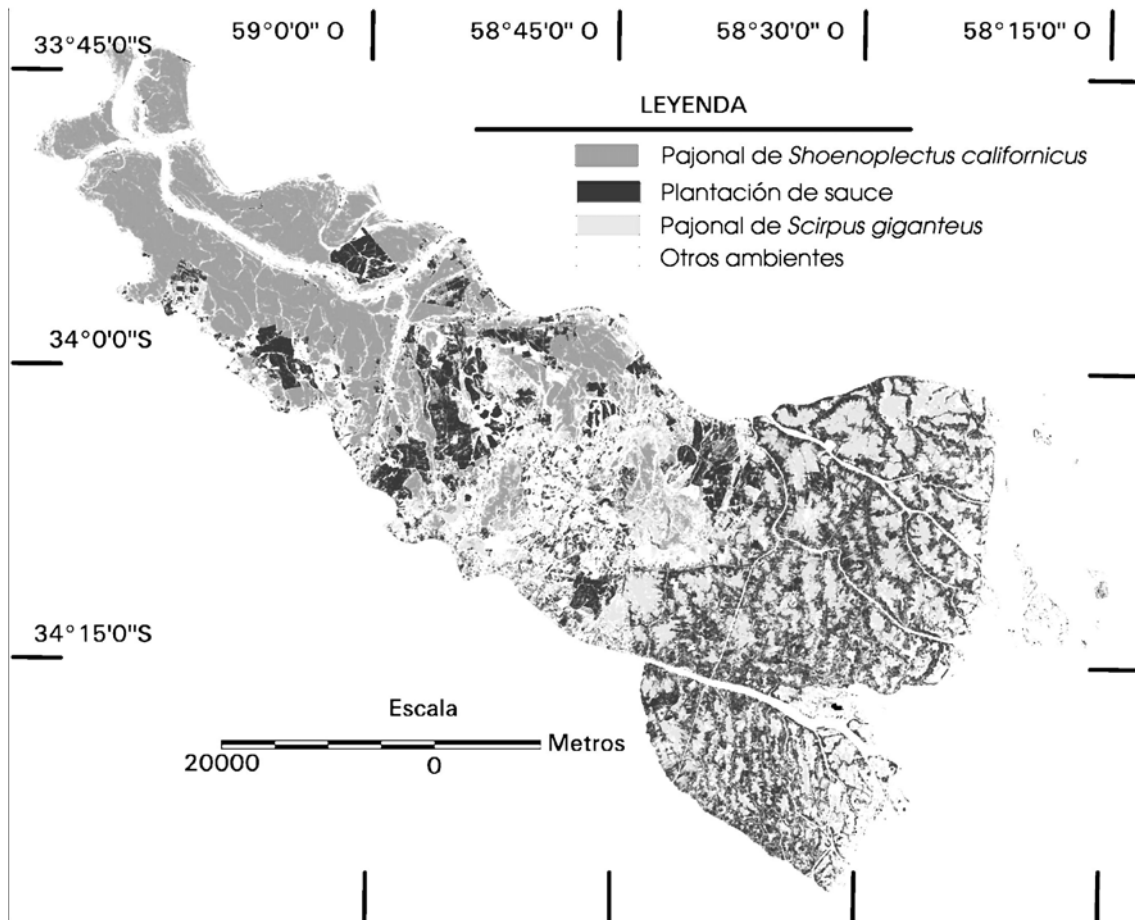 59°0'0" O 58°45'0" O 58°30'0" O 58°15'0" O
33°45'0"S
LEYENDA
Pajonal de Shoenoplectus californicus
Plantación de sauce
Pajonal de Scirpus giganteus
Otros ambientes
34°0'0"S
34°15'0"S
Escala
Metros
20000 0